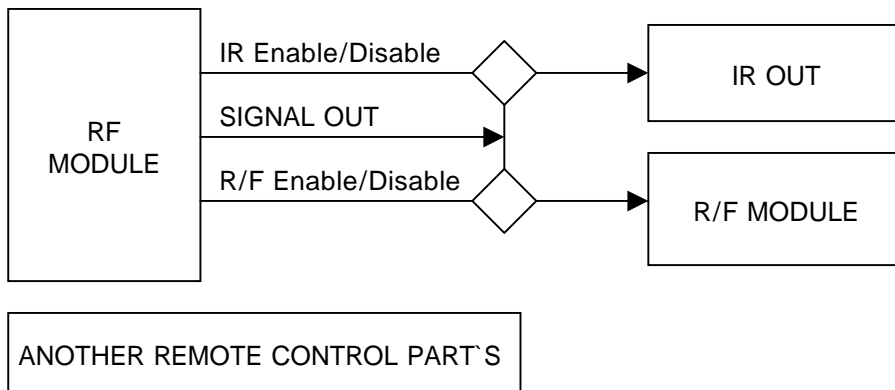 RF
MODULE
IR Enable/Disable
SIGNAL OUT
R/F Enable/Disable
IR OUT
R/F MODULE
ANOTHER REMOTE CONTROL PART`S